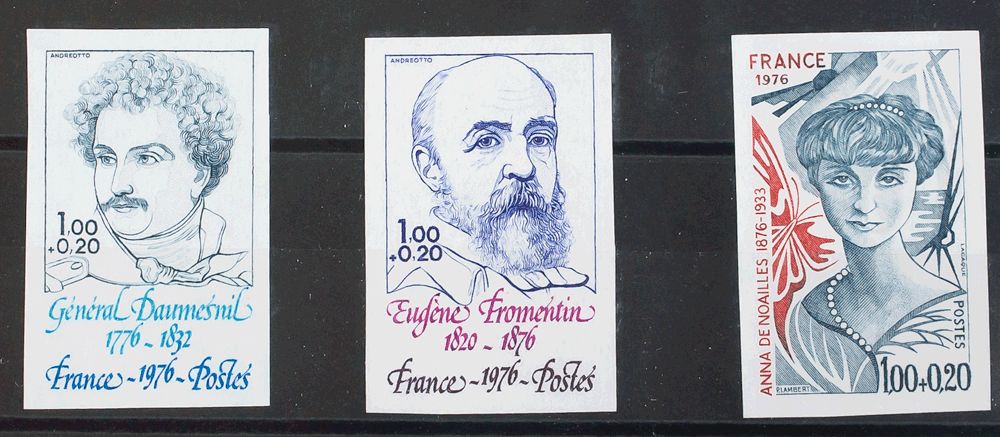 ANDREOTTO
1,00
+0,20
Général Daumesnil
1776 ~ 1832
France ~ 1976 ~ Postes
ANDREOTTO
1,00
+0,20
Eugène Fromentin
1820 ~ 1876
France ~ 1976 ~ Postes
FRANCE
1976
ANNA DE NOAILLES 1876-1933
LACAQUE
POSTES
P.LAMBERT
1,00+0,20